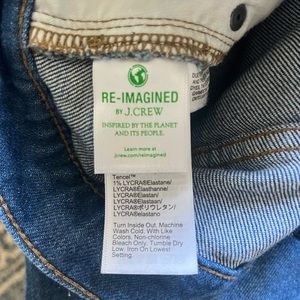 RE-IMAGINED
BY J.CREW
INSPIRED BY THE PLANET
AND ITS PEOPLE.
Learn more at
jcrew.com/reimagined
Tencel™
1% LYCRA®Elastane/
LYCRA®Elasthanne/
LYCRA®Elastan/
LYCRA®Elastaan/
LYCRA®ポリウレタン/
LYCRA®elastano
Turn Inside Out, Machine
Wash Cold, With Like
Colors, Non-chlorine
Bleach Only, Tumble Dry
Low. Iron On Lowest
Setting.